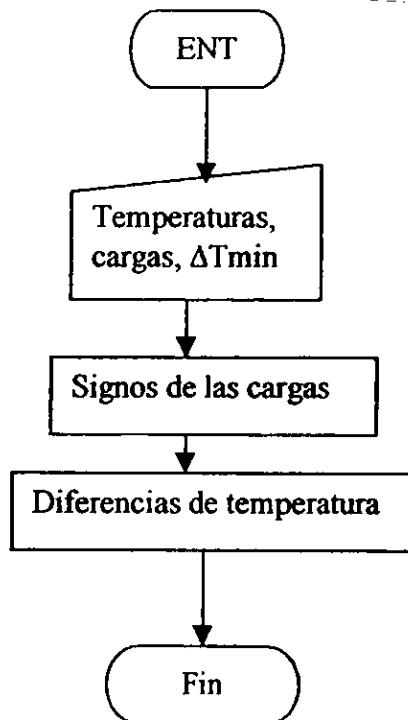 ENT
Temperaturas,
cargas, ΔTmin
Signos de las cargas
Diferencias de temperatura
Fin